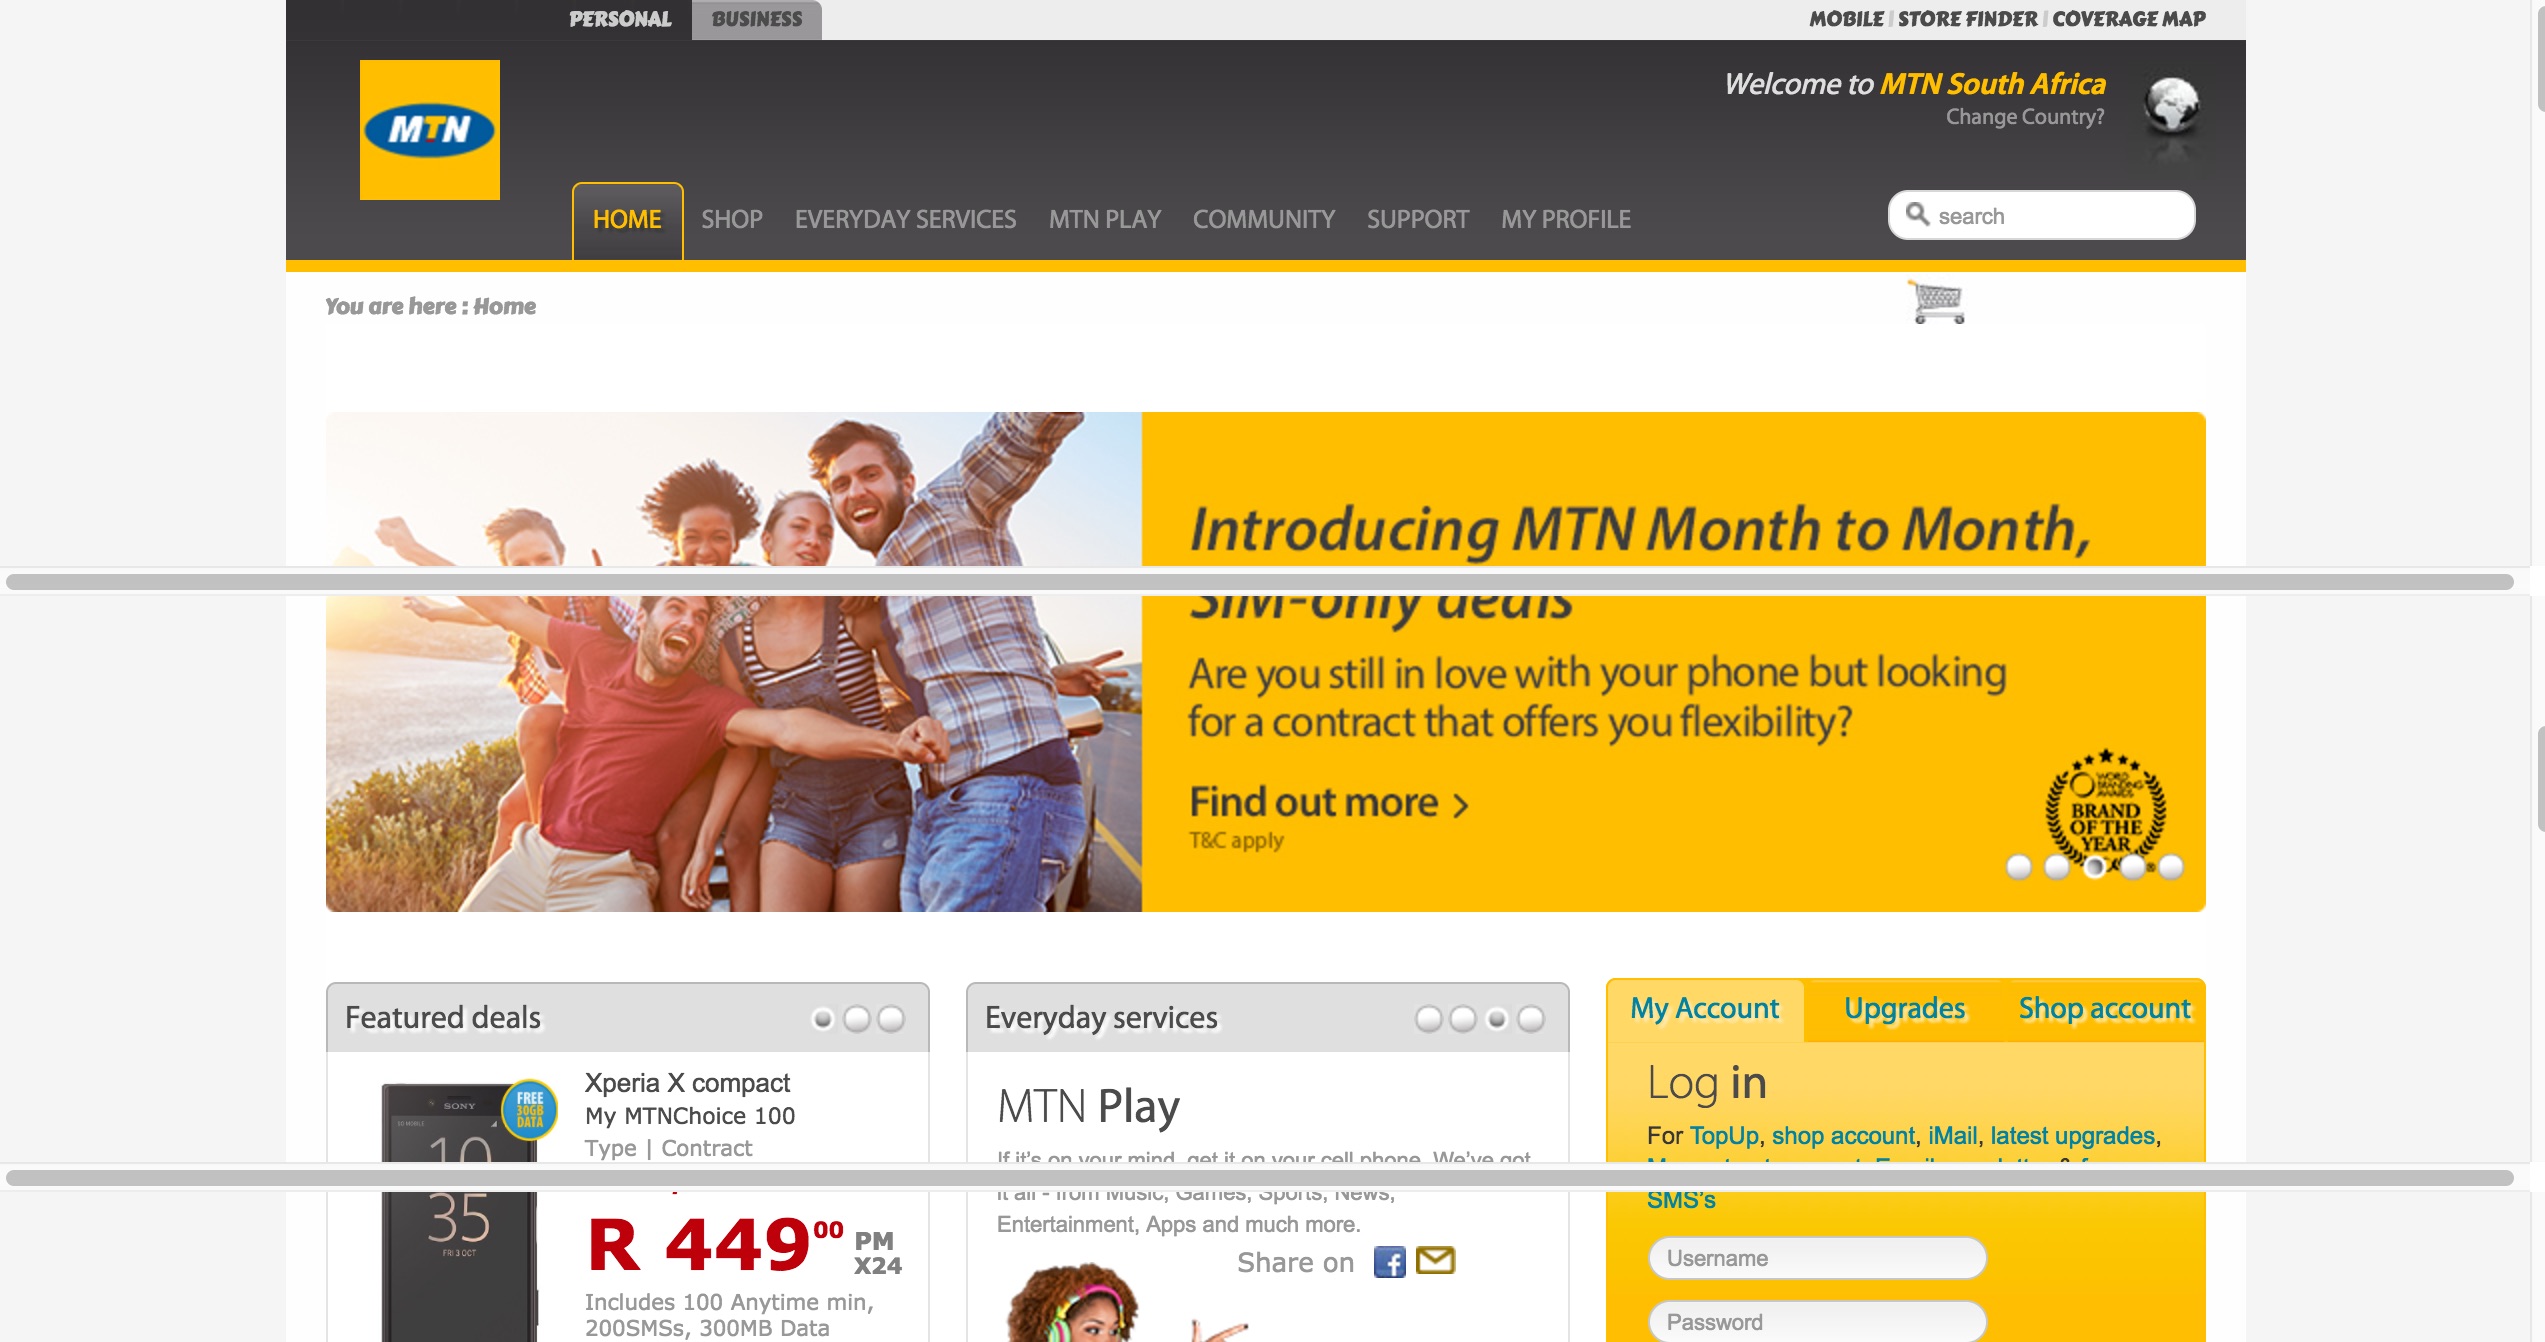 PERSONAL BUSINESS MOBILE | STORE FINDER | COVERAGE MAP
MTN
Welcome to MTN South Africa
Change Country?
HOME SHOP EVERYDAY SERVICES MTN PLAY COMMUNITY SUPPORT MY PROFILE
search
You are here : Home
Introducing MTN Month to Month,
SIM-only deals
Are you still in love with your phone but looking
for a contract that offers you flexibility?
Find out more >
T&C apply
WORLD
BRANDING
AWARDS
BRAND
OF THE
YEAR
Featured deals
FREE
30GB
DATA
SONY
10
35
FRI 3 OCT
Xperia X compact
My MTNChoice 100
Type | Contract
R 449 00 PM
X24
Includes 100 Anytime min,
200SMSs, 300MB Data
Everyday services
MTN Play
If it's on your mind, get it on your cell phone. We've got
it all - from Music, Games, Sports, News,
Entertainment, Apps and much more.
Share on
My Account Upgrades Shop account
Log in
For TopUp, shop account, iMail, latest upgrades,
SMS's
Username
Password